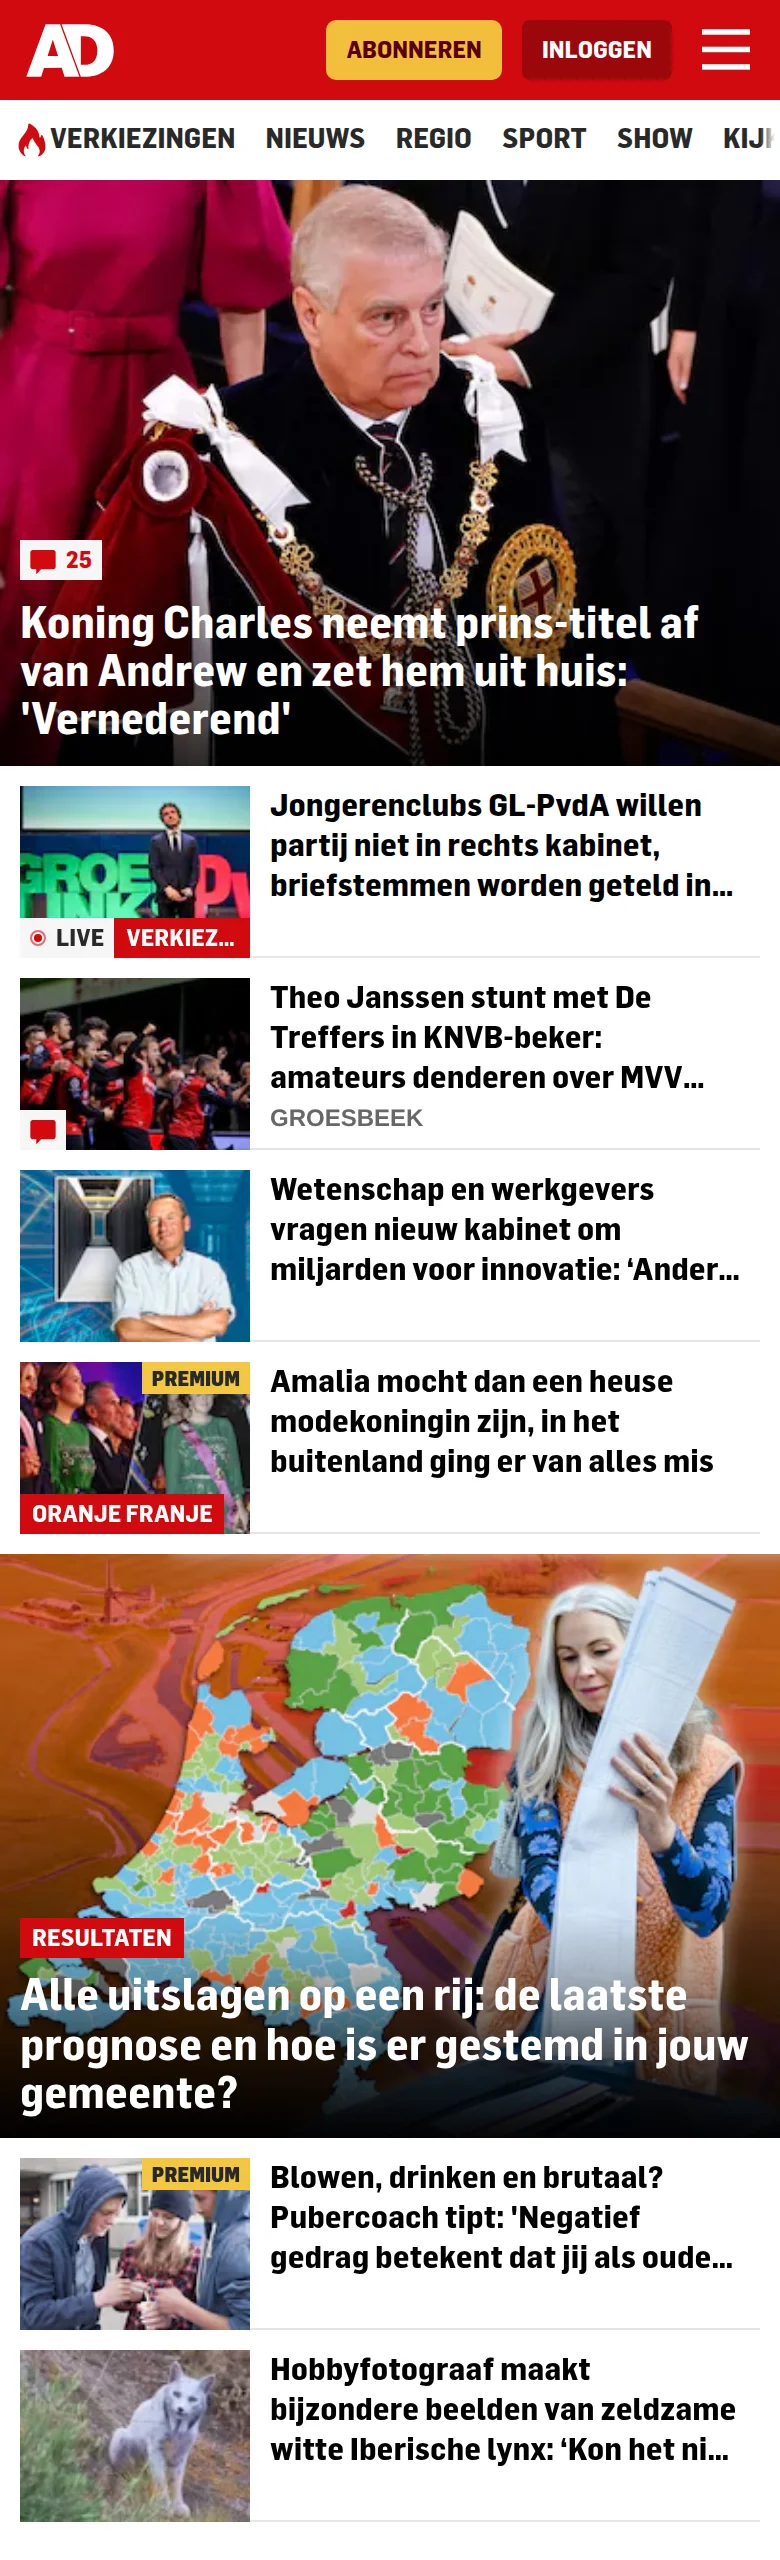 AD
ABONNEREN
INLOGGEN
VERKIEZINGEN NIEUWS REGIO SPORT SHOW KIJK
25
Koning Charles neemt prins-titel af
van Andrew en zet hem uit huis:
'Vernederend'
GROE
LINK
PV
LIVE VERKIEZ...
Jongerenclubs GL-PvdA willen
partij niet in rechts kabinet,
briefstemmen worden geteld in...
Theo Janssen stunt met De
Treffers in KNVB-beker:
amateurs denderen over MVV...
GROESBEEK
Wetenschap en werkgevers
vragen nieuw kabinet om
miljarden voor innovatie: ‘Ander...
PREMIUM
ORANJE FRANJE
Amalia mocht dan een heuse
modekoningin zijn, in het
buitenland ging er van alles mis
RESULTATEN
Alle uitslagen op een rij: de laatste
prognose en hoe is er gestemd in jouw
gemeente?
PREMIUM
Blowen, drinken en brutaal?
Pubercoach tipt: 'Negatief
gedrag betekent dat jij als oude...
Hobbyfotograaf maakt
bijzondere beelden van zeldzame
witte Iberische lynx: ‘Kon het ni...